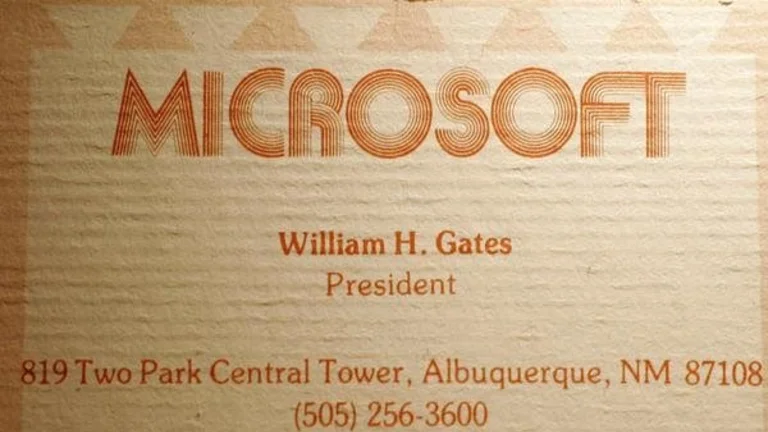 MICROSOFT
William H. Gates
President
819 Two Park Central Tower, Albuquerque, NM 87108
(505) 256-3600